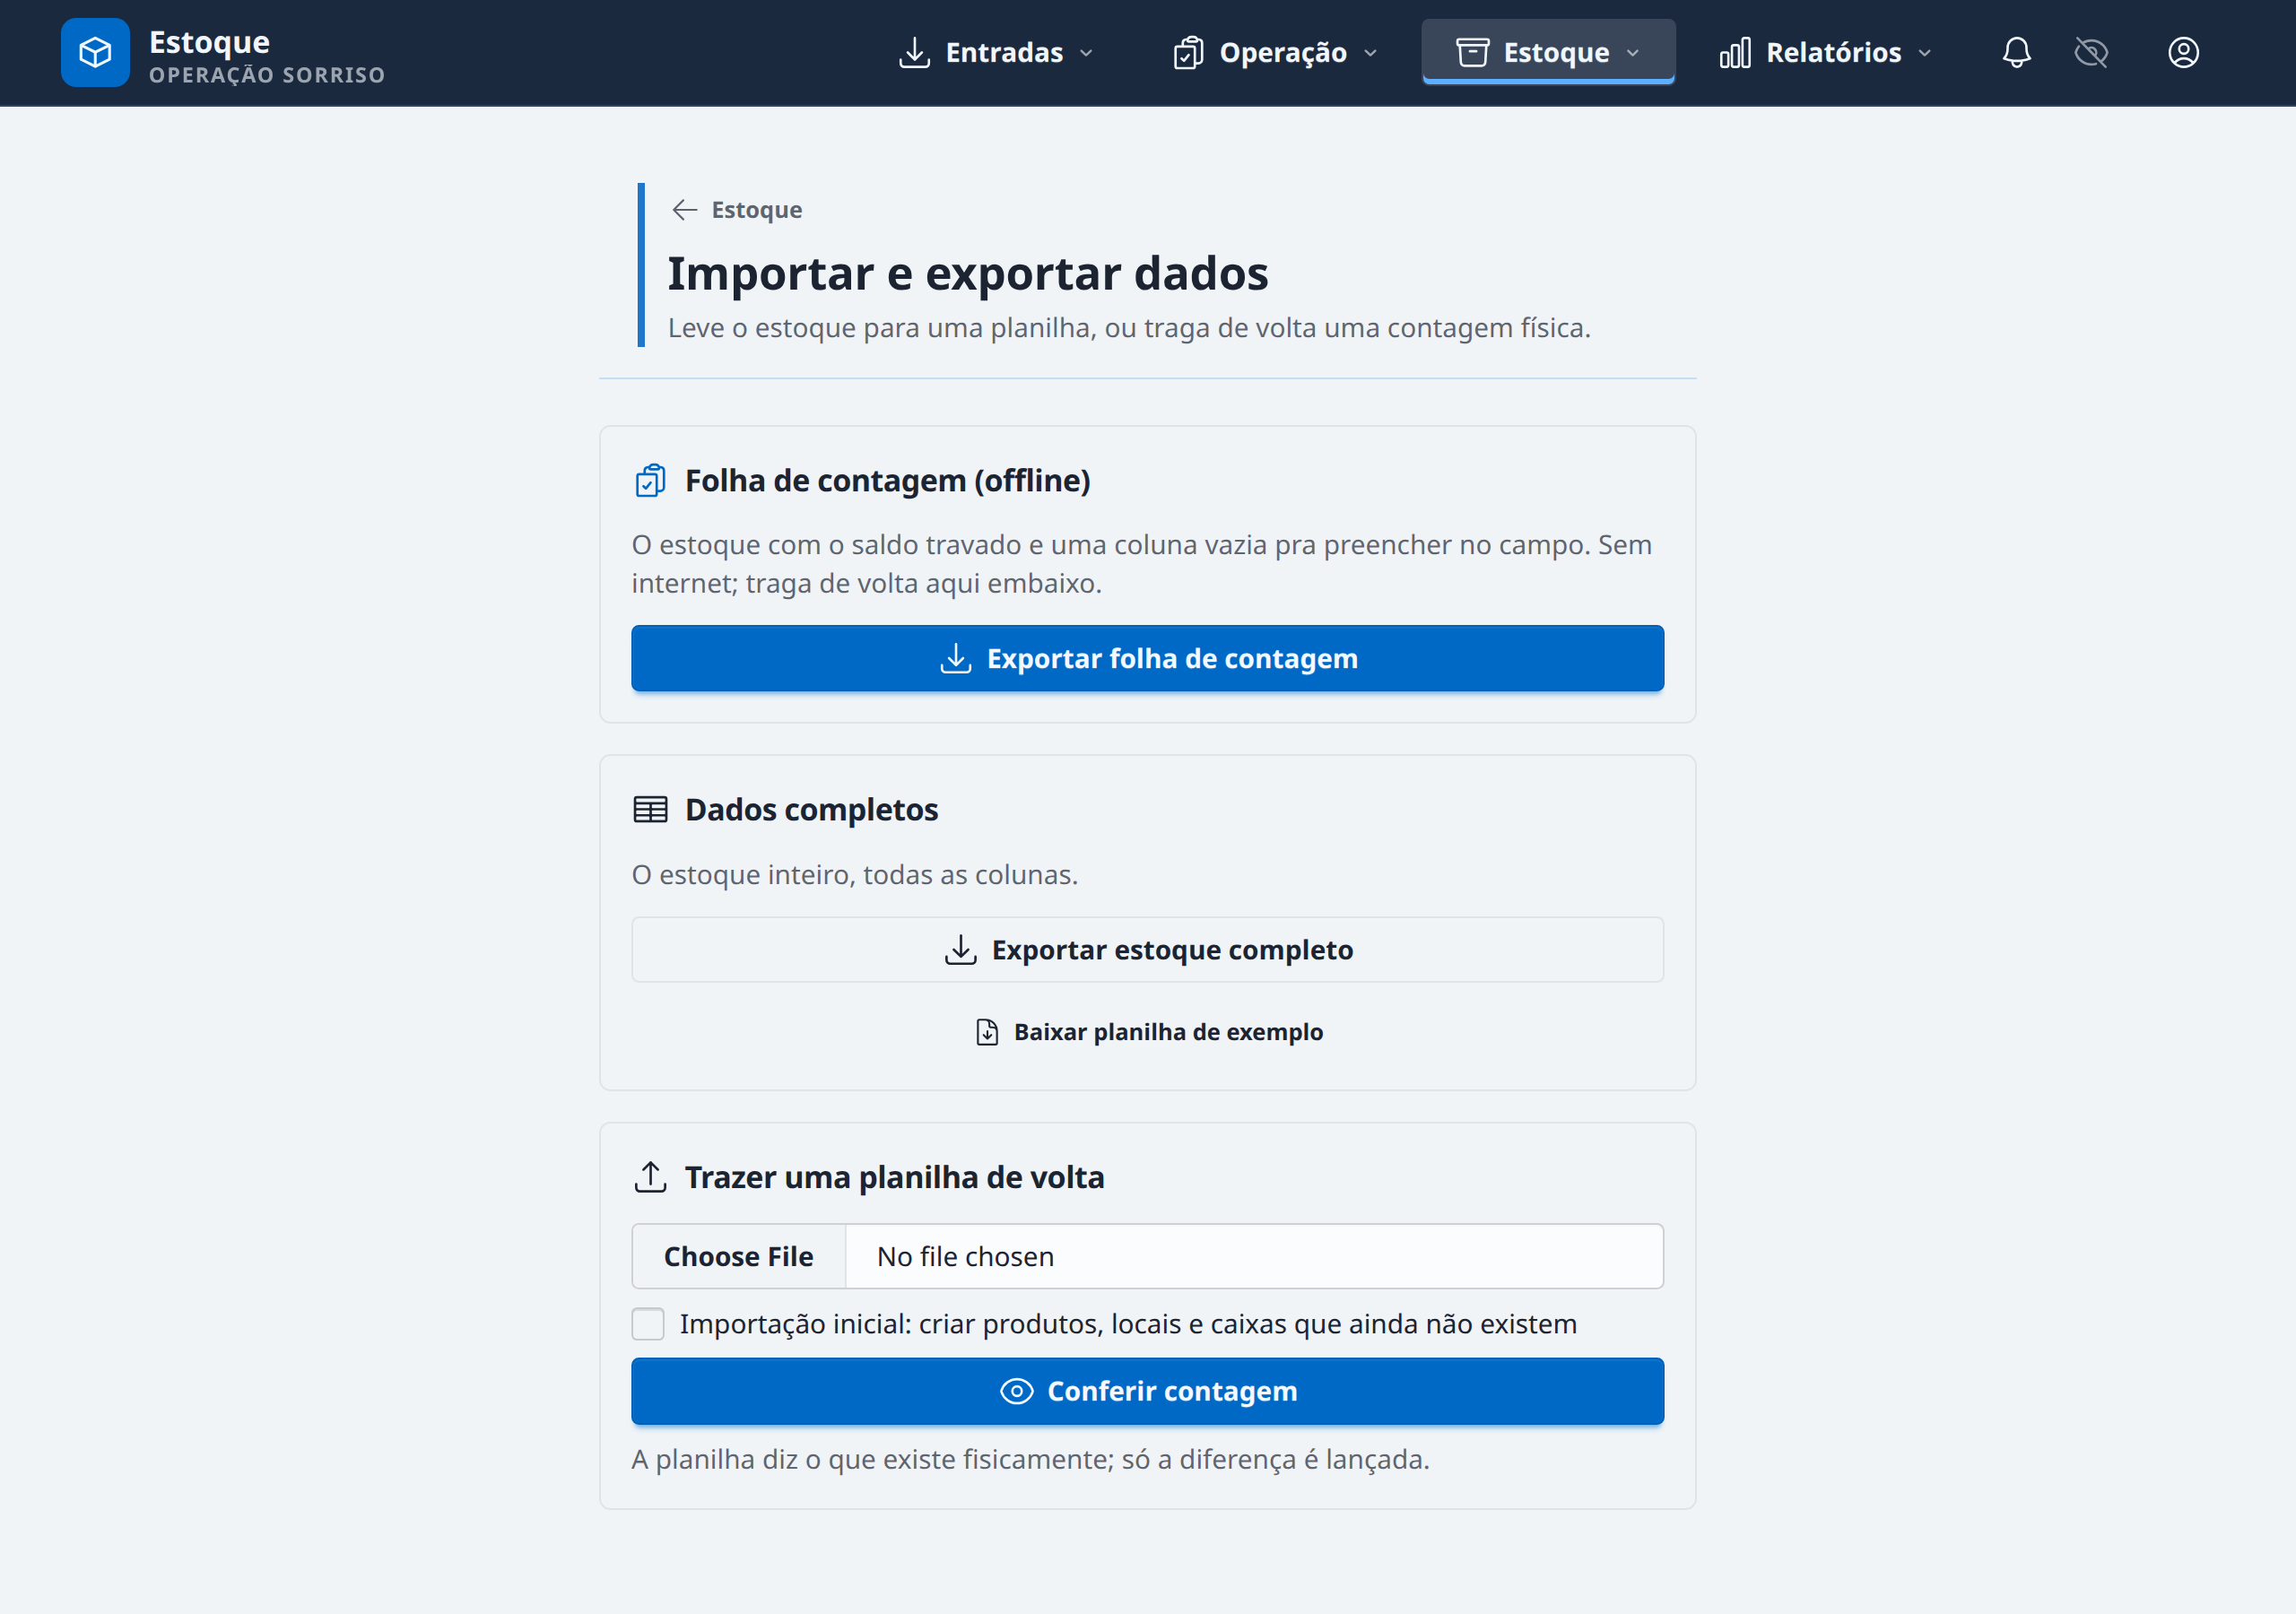 Estoque
OPERAÇÃO SORRISO
Entradas
Operação
Estoque
Relatórios
Estoque
Importar e exportar dados
Leve o estoque para uma planilha, ou traga de volta uma contagem física.
Folha de contagem (offline)
O estoque com o saldo travado e uma coluna vazia pra preencher no campo. Sem
internet; traga de volta aqui embaixo.
Exportar folha de contagem
Dados completos
O estoque inteiro, todas as colunas.
Exportar estoque completo
Baixar planilha de exemplo
Trazer uma planilha de volta
Choose File
No file chosen
Importação inicial: criar produtos, locais e caixas que ainda não existem
Conferir contagem
A planilha diz o que existe fisicamente; só a diferença é lançada.